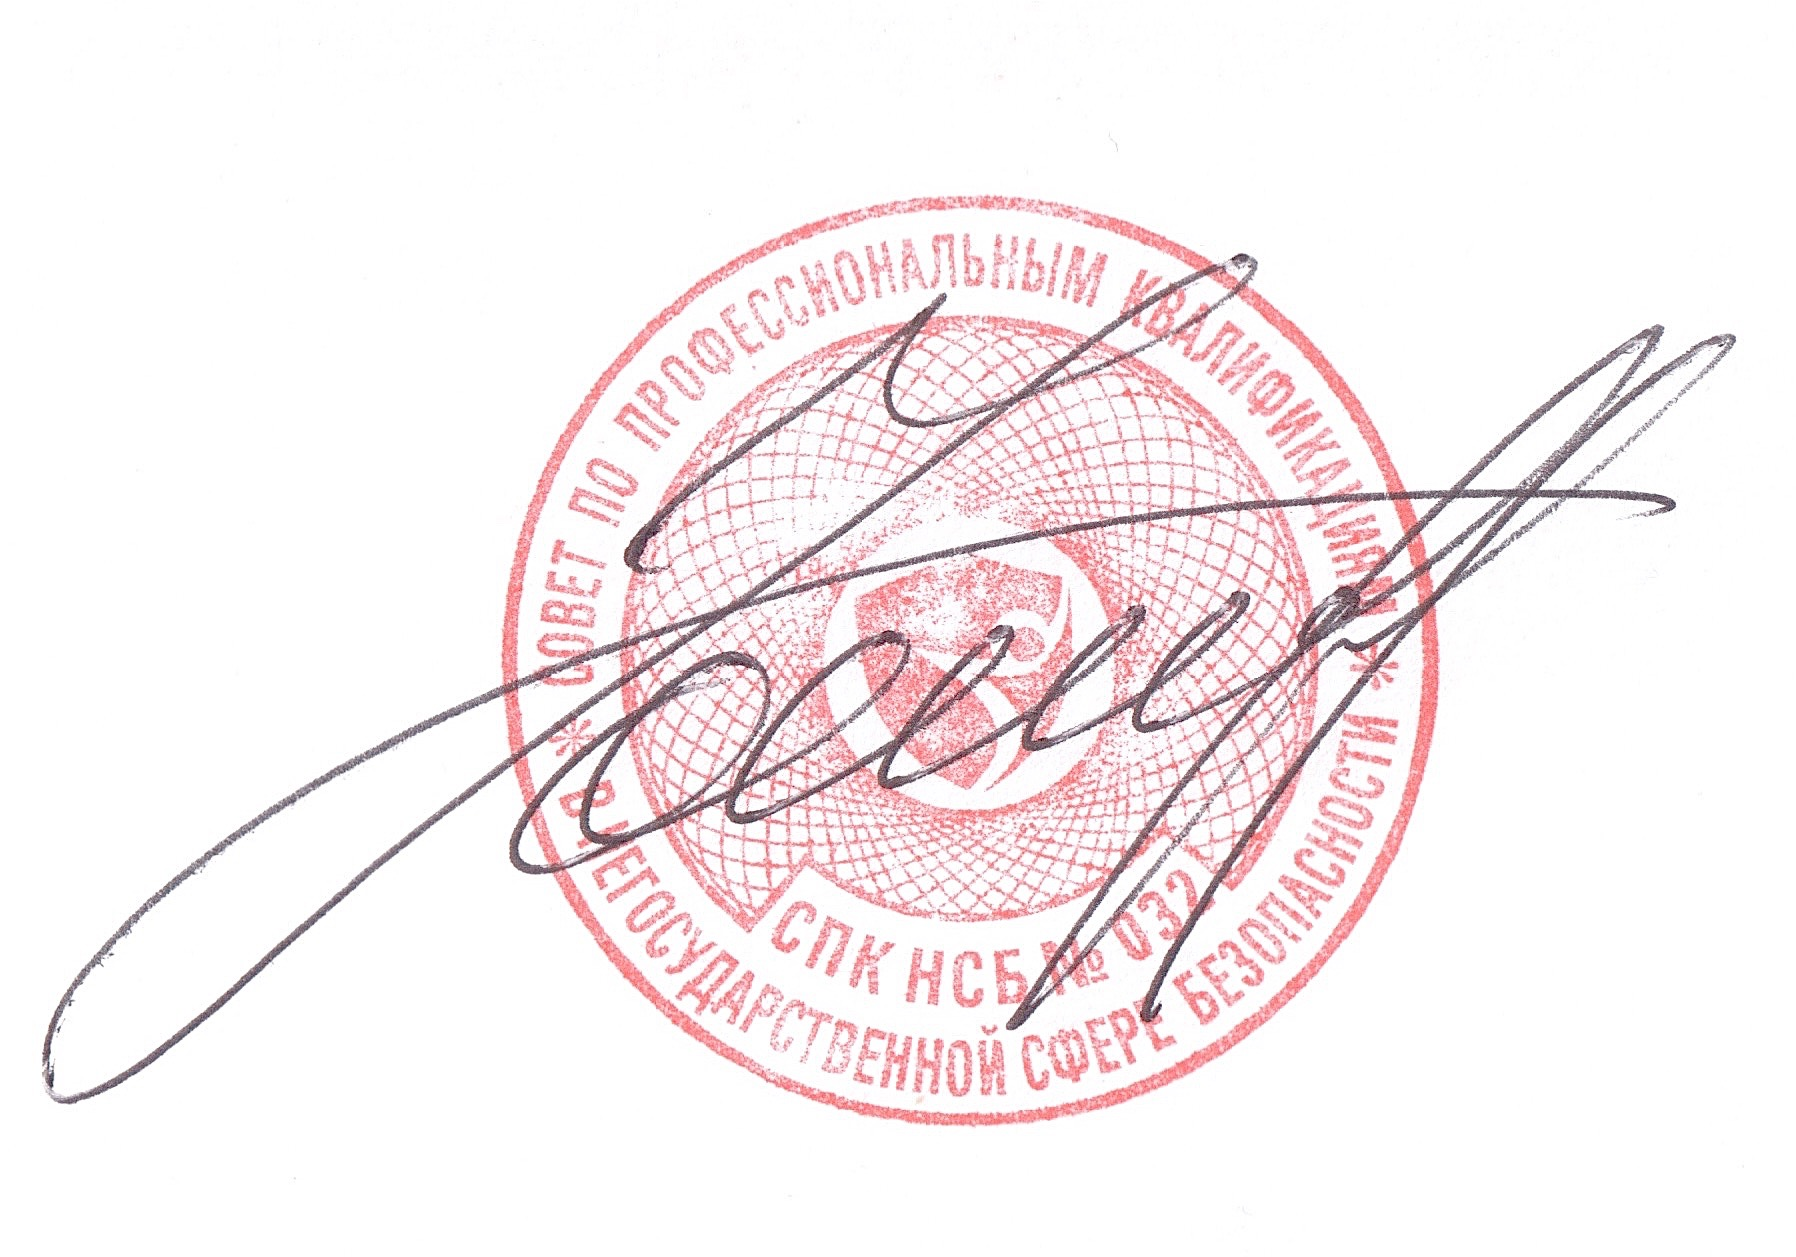 * СОВЕТ ПО ПРОФЕССИОНАЛЬНЫМ КВАЛИФИКАЦИЯМ *
В НЕГОСУДАРСТВЕННОЙ СФЕРЕ БЕЗОПАСНОСТИ
СПК НСБ № 032